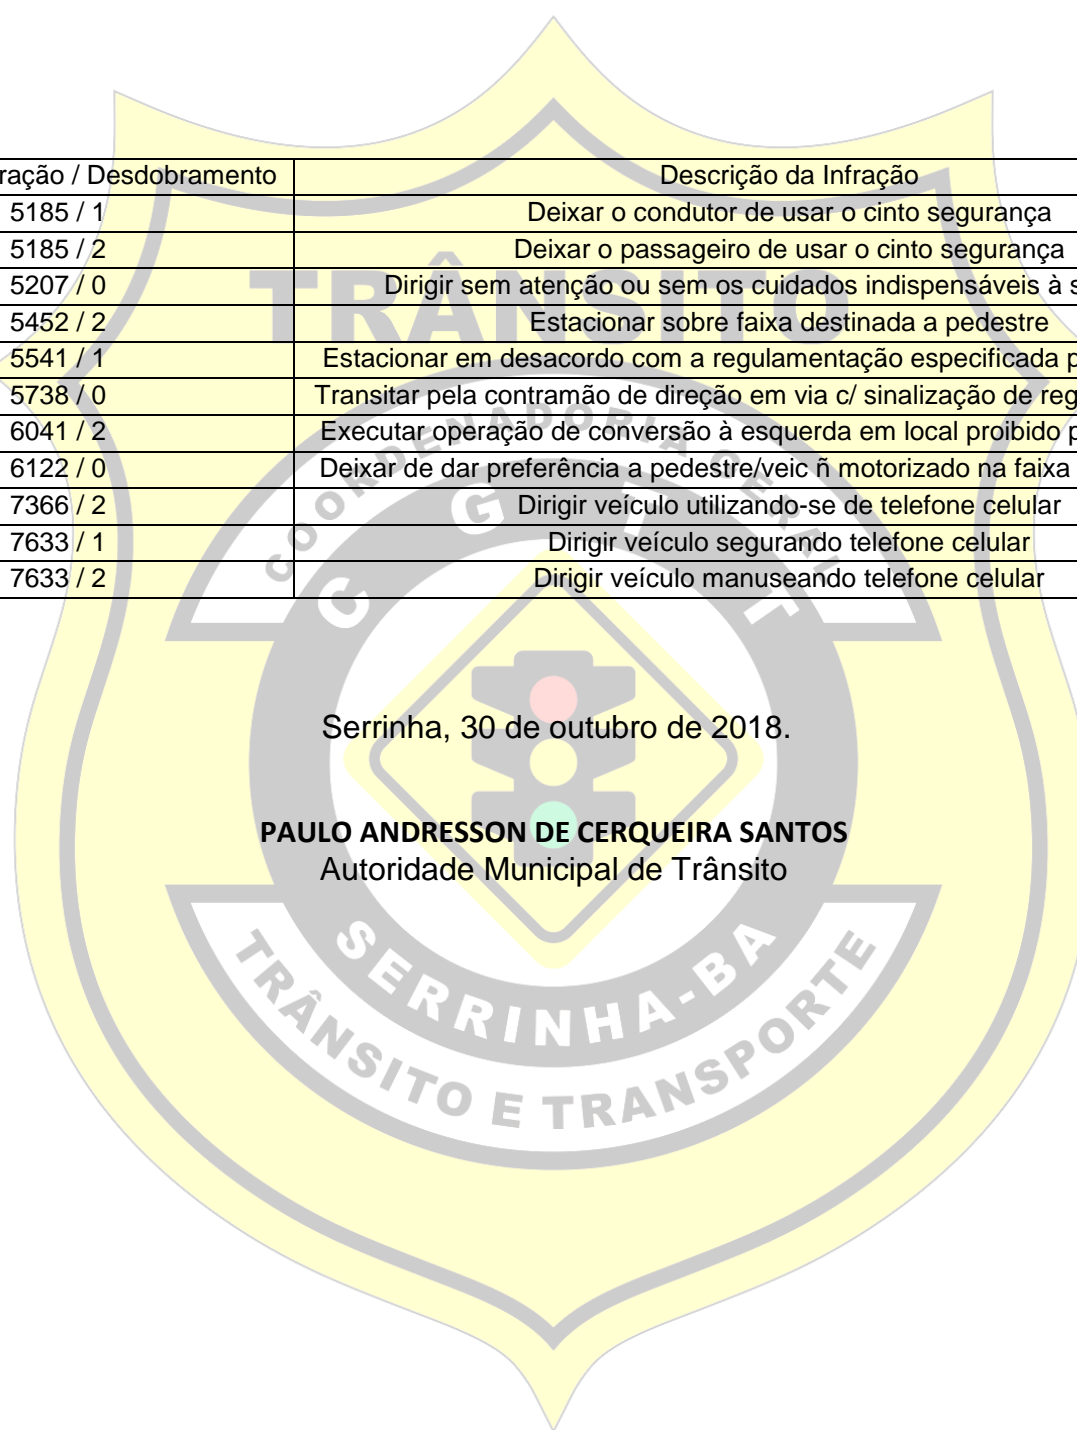 ração / Desdobramento Descrição da Infração
5185 / 1 Deixar o condutor de usar o cinto segurança
5185 / 2 Deixar o passageiro de usar o cinto segurança
5207 / 0 Dirigir sem atenção ou sem os cuidados indispensáveis à s
5452 / 2 Estacionar sobre faixa destinada a pedestre
5541 / 1 Estacionar em desacordo com a regulamentação especificada p
5738 / 0 Transitar pela contramão de direção em via c/ sinalização de reg
6041 / 2 Executar operação de conversão à esquerda em local proibido p
6122 / 0 Deixar de dar preferência a pedestre/veic ñ motorizado na faixa
7366 / 2 Dirigir veículo utilizando-se de telefone celular
7633 / 1 Dirigir veículo segurando telefone celular
7633 / 2 Dirigir veículo manuseando telefone celular
TRÂNSITO
COORDENADORIA GERAL
CGTT
Serrinha, 30 de outubro de 2018.
PAULO ANDRESSON DE CERQUEIRA SANTOS
Autoridade Municipal de Trânsito
SERRINHA-BA
TRÂNSITO E TRANSPORTE